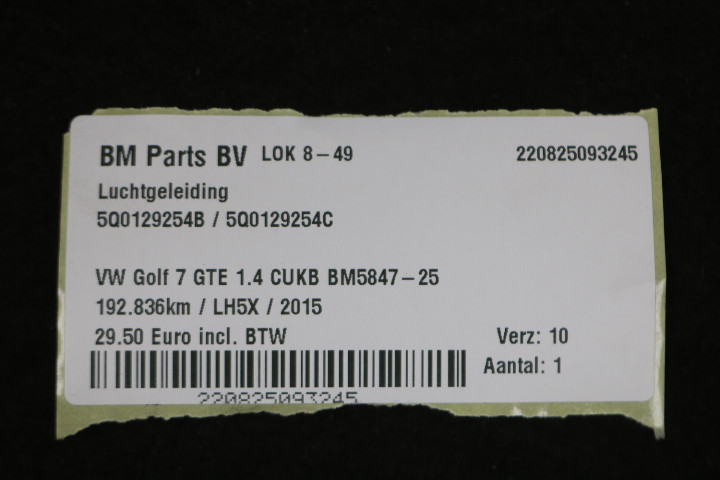 BM Parts BV LOK 8-49 220825093245
Luchtgeleiding
5Q0129254B / 5Q0129254C
VW Golf 7 GTE 1.4 CUKB BM5847-25
192.836km / LH5X / 2015
29.50 Euro incl. BTW Verz: 10
Aantal: 1
220825093245